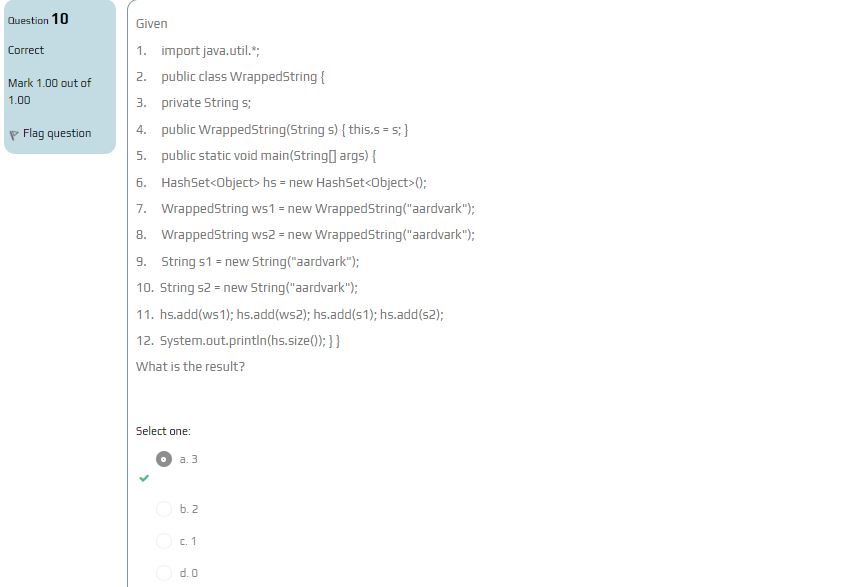 Question 10
Correct
Mark 1.00 out of
1.00
Flag question
Given
1. import java.util.*;
2. public class WrappedString {
3. private String s;
4. public WrappedString(String s) { this.s = s; }
5. public static void main(String[] args) {
6. HashSet<Object> hs = new HashSet<Object>();
7. WrappedString ws1 = new WrappedString("aardvark");
8. WrappedString ws2 = new WrappedString("aardvark");
9. String s1 = new String("aardvark");
10. String s2 = new String("aardvark");
11. hs.add(ws1); hs.add(ws2); hs.add(s1); hs.add(s2);
12. System.out.println(hs.size()); } }
What is the result?
Select one:
a. 3
b. 2
c. 1
d. 0